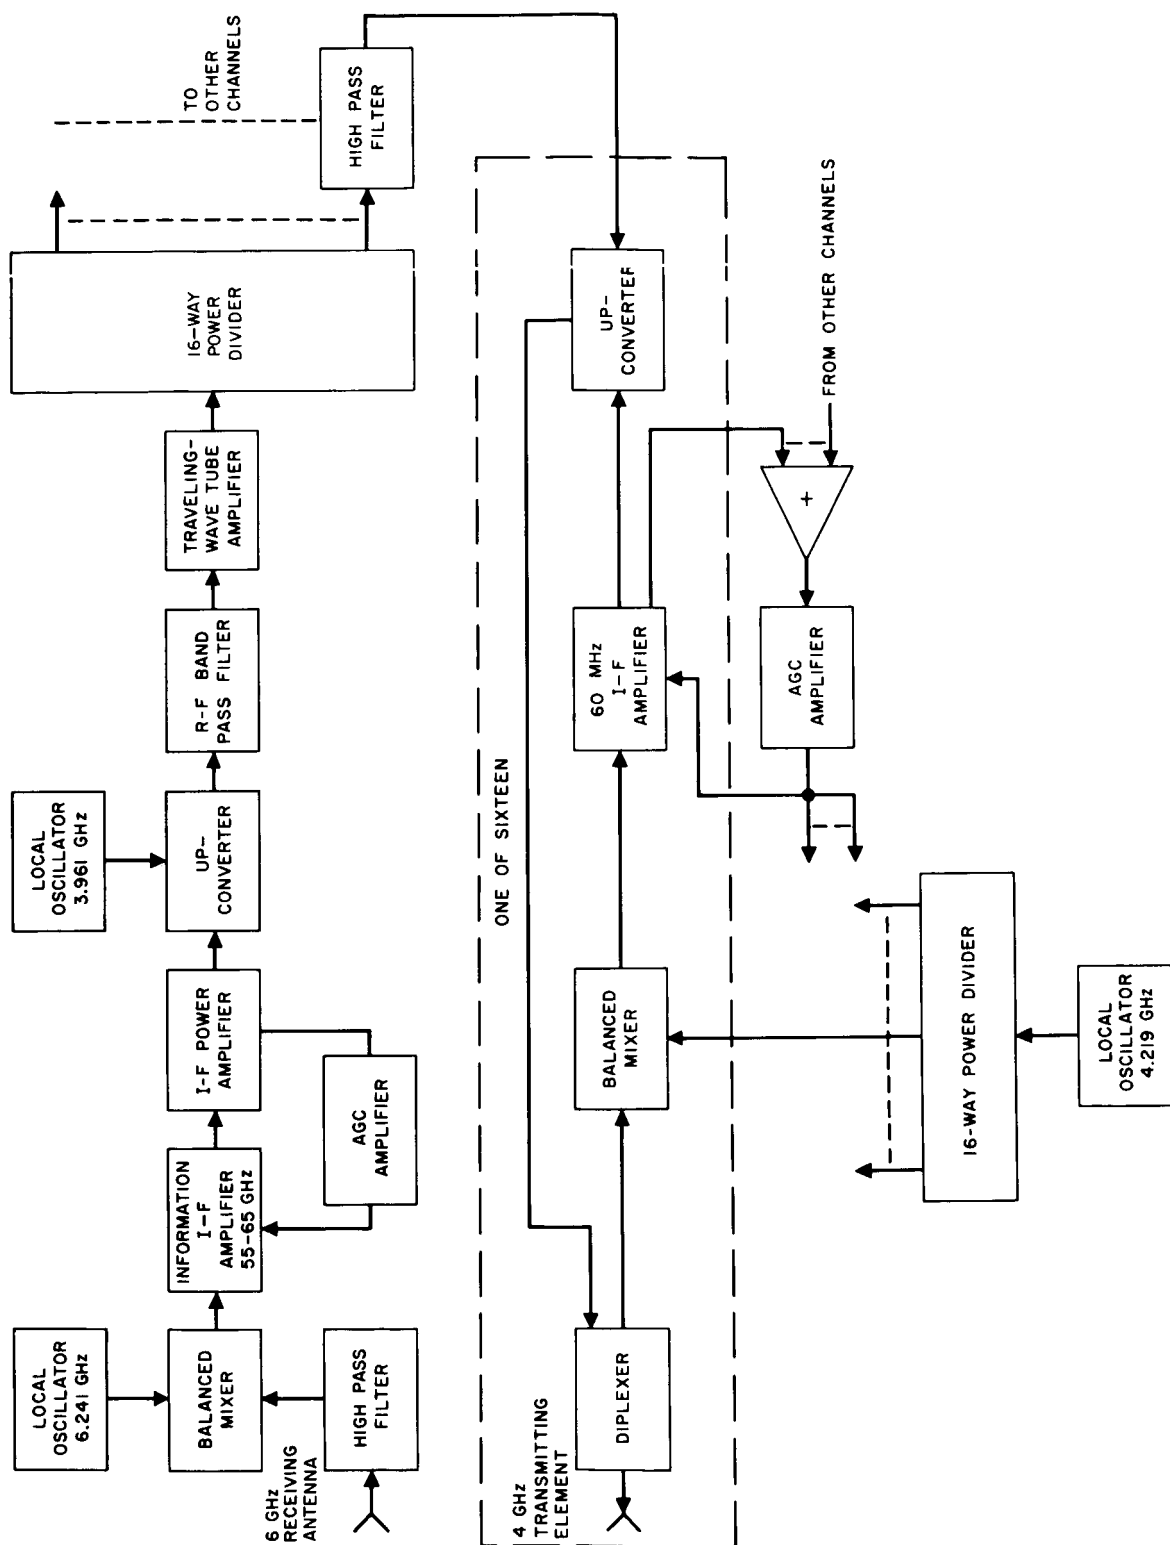 LOCAL
OSCILLATOR
6.241 GHz
BALANCED
MIXER
6 GHz
RECEIVING
ANTENNA
HIGH PASS
FILTER
INFORMATION
I-F
AMPLIFIER
55-65 GHz
AGC
AMPLIFIER
I-F POWER
AMPLIFIER
LOCAL
OSCILLATOR
3.961 GHz
UP-
CONVERTER
R-F BAND
PASS FILTER
TRAVELING-
WAVE TUBE
AMPLIFIER
16-WAY
POWER
DIVIDER
TO
OTHER
CHANNELS
HIGH PASS
FILTER
4 GHz
TRANSMITTING
ELEMENT
ONE OF SIXTEEN
DIPLEXER
BALANCED
MIXER
60 MHz
I-F
AMPLIFIER
UP-
CONVERTER
AGC
AMPLIFIER
+
FROM OTHER CHANNELS
16-WAY POWER DIVIDER
LOCAL
OSCILLATOR
4.219 GHz